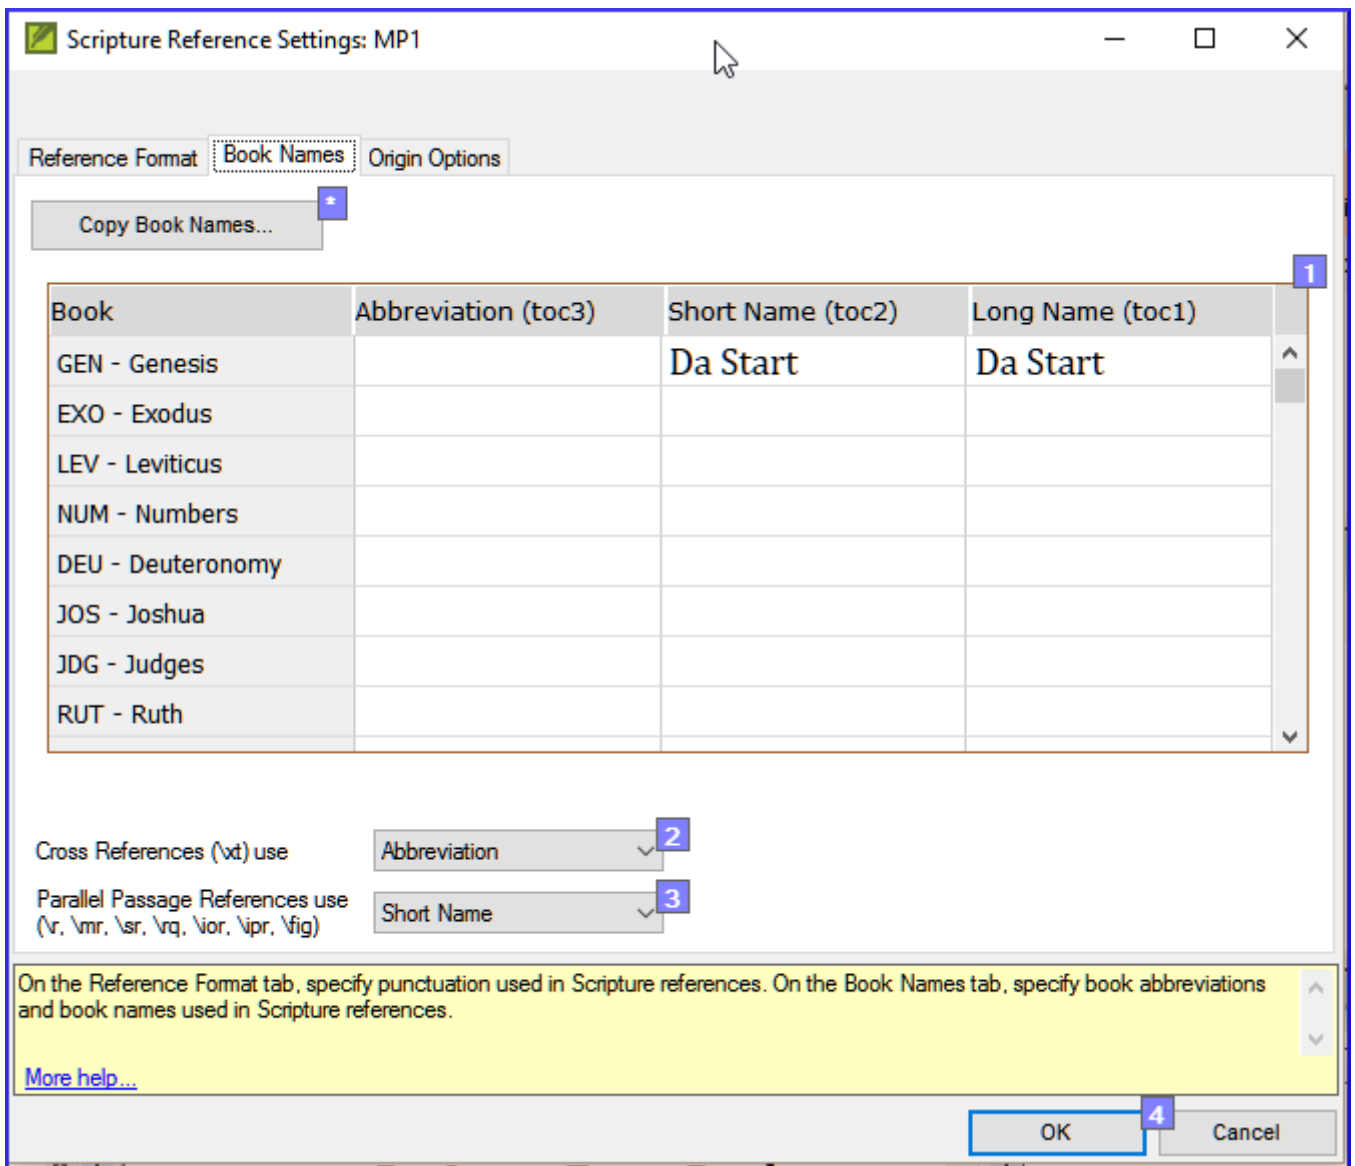 Scripture Reference Settings: MP1
Reference Format Book Names Origin Options
Copy Book Names... *
1
Book Abbreviation (toc3) Short Name (toc2) Long Name (toc1)
GEN - Genesis Da Start Da Start
EXO - Exodus
LEV - Leviticus
NUM - Numbers
DEU - Deuteronomy
JOS - Joshua
JDG - Judges
RUT - Ruth
Cross References (\xt) use Abbreviation 2
Parallel Passage References use
(\r, \mr, \sr, \rq, \ior, \ipr, \fig) Short Name 3
On the Reference Format tab, specify punctuation used in Scripture references. On the Book Names tab, specify book abbreviations
and book names used in Scripture references.
More help...
OK 4 Cancel